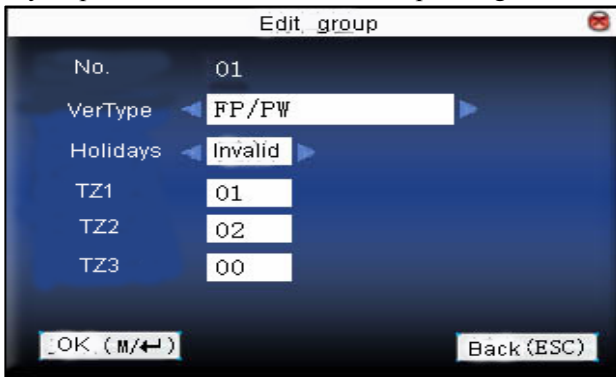 Edit group
No. 01
VerType FP/PW
Holidays Invalid
TZ1 01
TZ2 02
TZ3 00
OK (M/↵) Back (ESC)